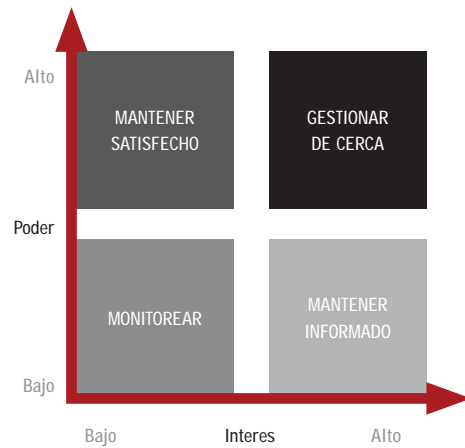 Alto
MANTENER
SATISFECHO
GESTIONAR
DE CERCA
Poder
MONITOREAR
MANTENER
INFORMADO
Bajo
Bajo
Interes
Alto